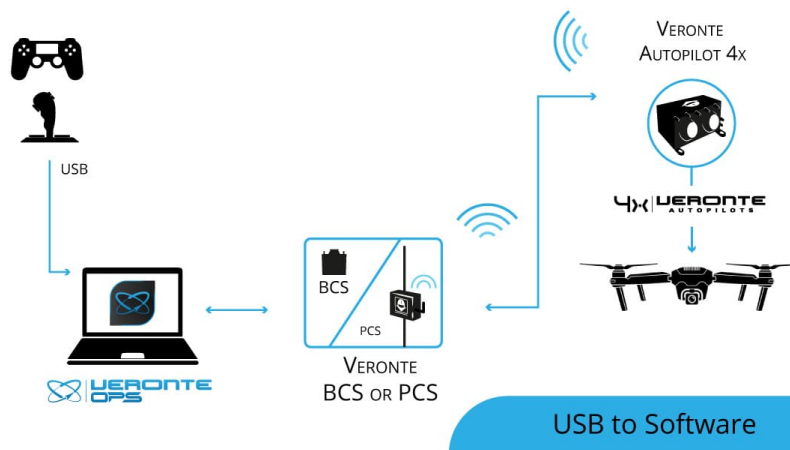 VERONTE
AUTOPILOT 4X
USB
4X VERONTE
AUTOPILOTS
BCS
PCS
VERONTE
OPS
VERONTE
BCS OR PCS
USB to Software